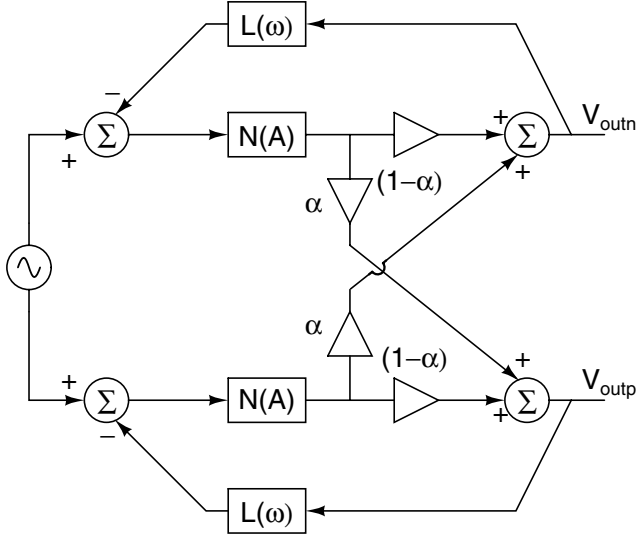 L(ω)
−
+
Σ
N(A)
+
Σ
+
V_outn
α
(1−α)
α
(1−α)
+
+
Σ
−
N(A)
+
Σ
V_outp
L(ω)